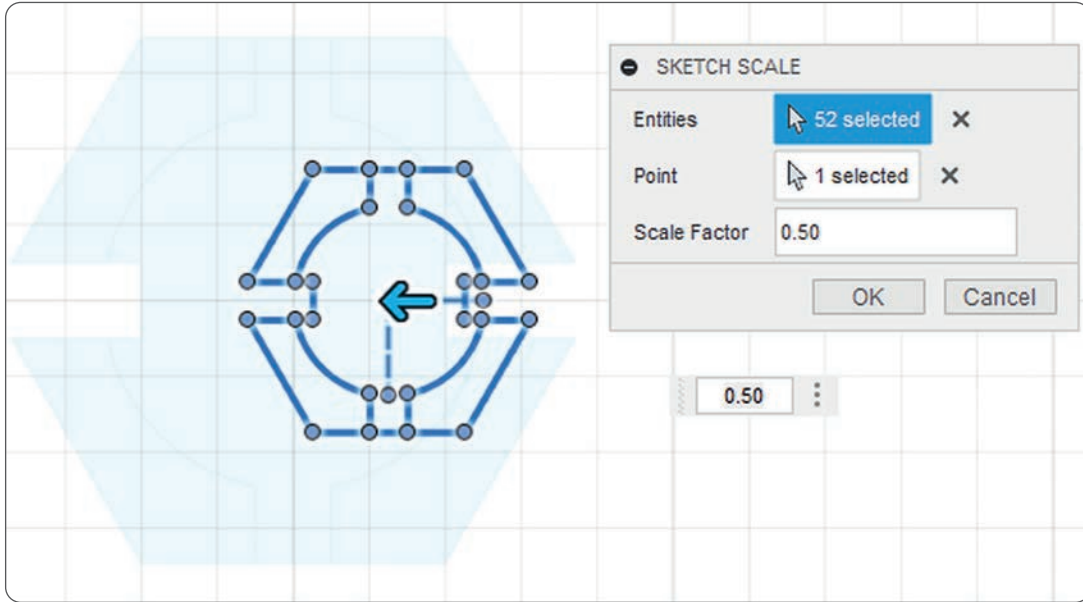 SKETCH SCALE
Entities 52 selected
Point 1 selected
Scale Factor 0.50
OK Cancel
0.50